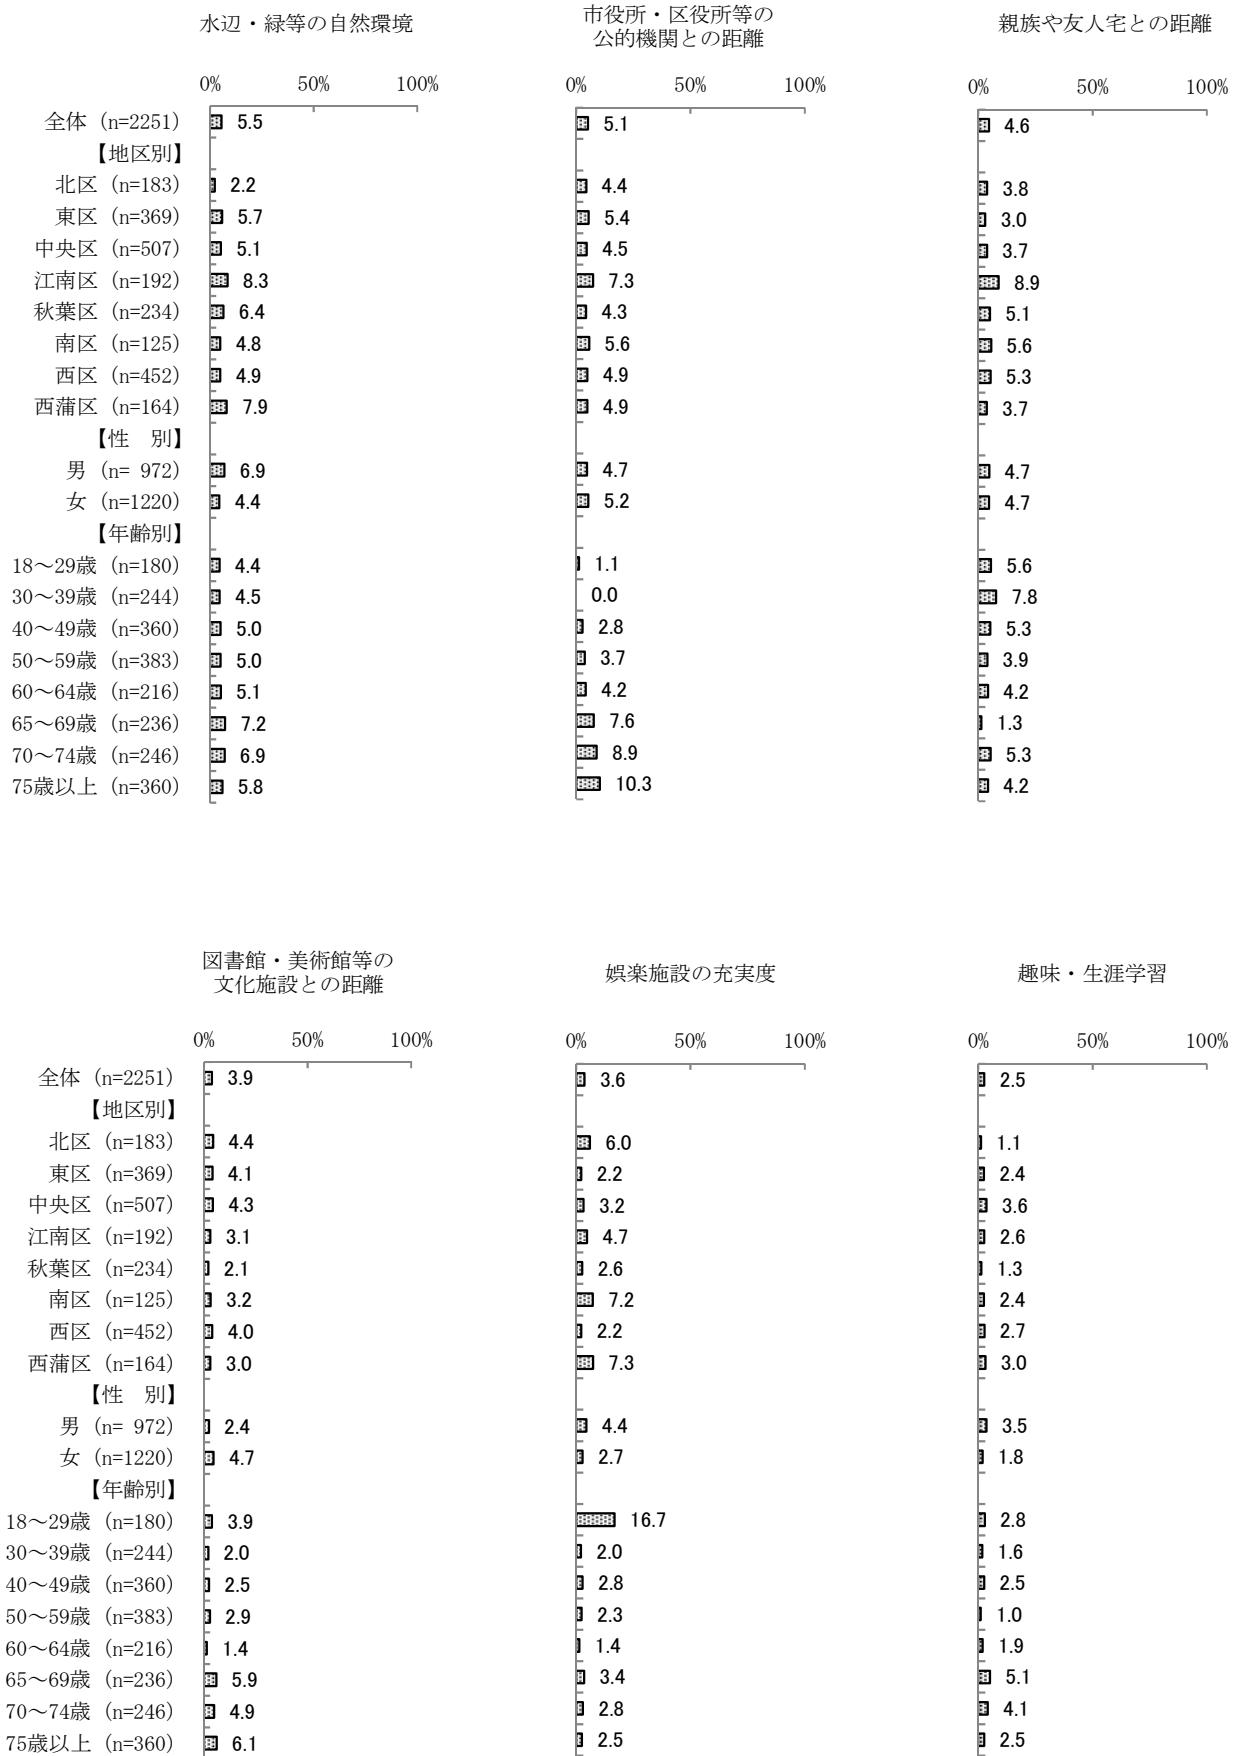 水辺・緑等の自然環境
市役所・区役所等の
公的機関との距離
親族や友人宅との距離
0% 50% 100% 0% 50% 100% 0% 50% 100%
全体 (n=2251) 5.5 5.1 4.6
【地区別】
北区 (n=183) 2.2 4.4 3.8
東区 (n=369) 5.7 5.4 3.0
中央区 (n=507) 5.1 4.5 3.7
江南区 (n=192) 8.3 7.3 8.9
秋葉区 (n=234) 6.4 4.3 5.1
南区 (n=125) 4.8 5.6 5.6
西区 (n=452) 4.9 4.9 5.3
西蒲区 (n=164) 7.9 4.9 3.7
【性　別】
男 (n= 972) 6.9 4.7 4.7
女 (n=1220) 4.4 5.2 4.7
【年齢別】
18～29歳 (n=180) 4.4 1.1 5.6
30～39歳 (n=244) 4.5 0.0 7.8
40～49歳 (n=360) 5.0 2.8 5.3
50～59歳 (n=383) 5.0 3.7 3.9
60～64歳 (n=216) 5.1 4.2 4.2
65～69歳 (n=236) 7.2 7.6 1.3
70～74歳 (n=246) 6.9 8.9 5.3
75歳以上 (n=360) 5.8 10.3 4.2
図書館・美術館等の
文化施設との距離
娯楽施設の充実度
趣味・生涯学習
0% 50% 100% 0% 50% 100% 0% 50% 100%
全体 (n=2251) 3.9 3.6 2.5
【地区別】
北区 (n=183) 4.4 6.0 1.1
東区 (n=369) 4.1 2.2 2.4
中央区 (n=507) 4.3 3.2 3.6
江南区 (n=192) 3.1 4.7 2.6
秋葉区 (n=234) 2.1 2.6 1.3
南区 (n=125) 3.2 7.2 2.4
西区 (n=452) 4.0 2.2 2.7
西蒲区 (n=164) 3.0 7.3 3.0
【性　別】
男 (n= 972) 2.4 4.4 3.5
女 (n=1220) 4.7 2.7 1.8
【年齢別】
18～29歳 (n=180) 3.9 16.7 2.8
30～39歳 (n=244) 2.0 2.0 1.6
40～49歳 (n=360) 2.5 2.8 2.5
50～59歳 (n=383) 2.9 2.3 1.0
60～64歳 (n=216) 1.4 1.4 1.9
65～69歳 (n=236) 5.9 3.4 5.1
70～74歳 (n=246) 4.9 2.8 4.1
75歳以上 (n=360) 6.1 2.5 2.5